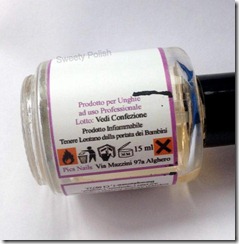 Sweety Polish
Prodotto per Unghie
ad uso Professionale
Lotto: Vedi Confezione
Prodotto Infiammabile
Tenere Lontano dalla portata dei Bambini
15 ml
Pics Nails Via Mazzini 97a Alghero